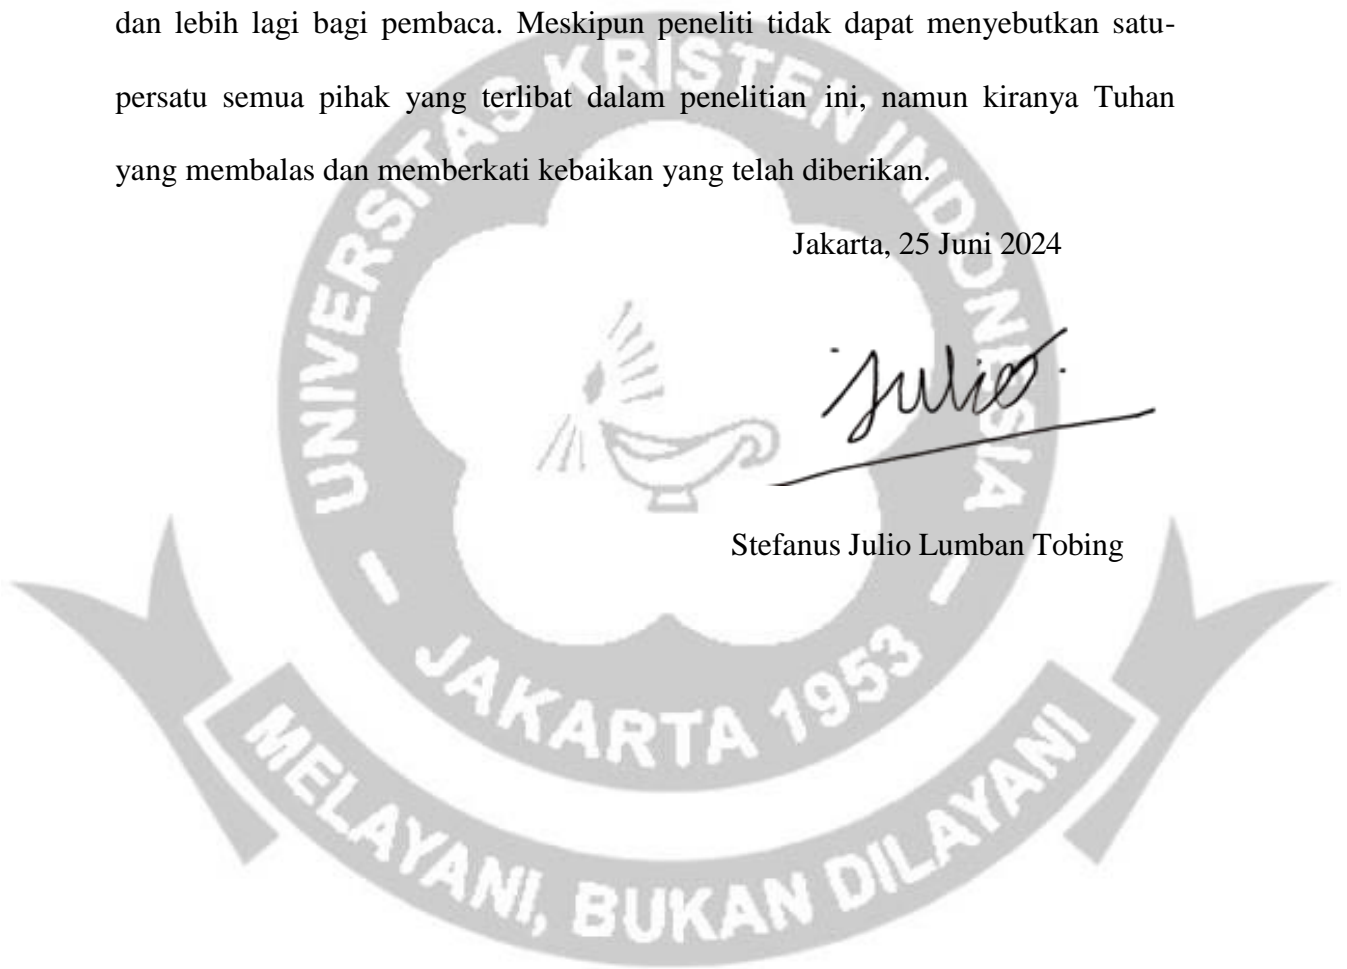 dan lebih lagi bagi pembaca. Meskipun peneliti tidak dapat menyebutkan satu-
persatu semua pihak yang terlibat dalam penelitian ini, namun kiranya Tuhan
yang membalas dan memberkati kebaikan yang telah diberikan.
Jakarta, 25 Juni 2024
Julio
Stefanus Julio Lumban Tobing
UNIVERSITAS KRISTEN INDONESIA
- JAKARTA 1953 -
MELAYANI, BUKAN DILAYANI